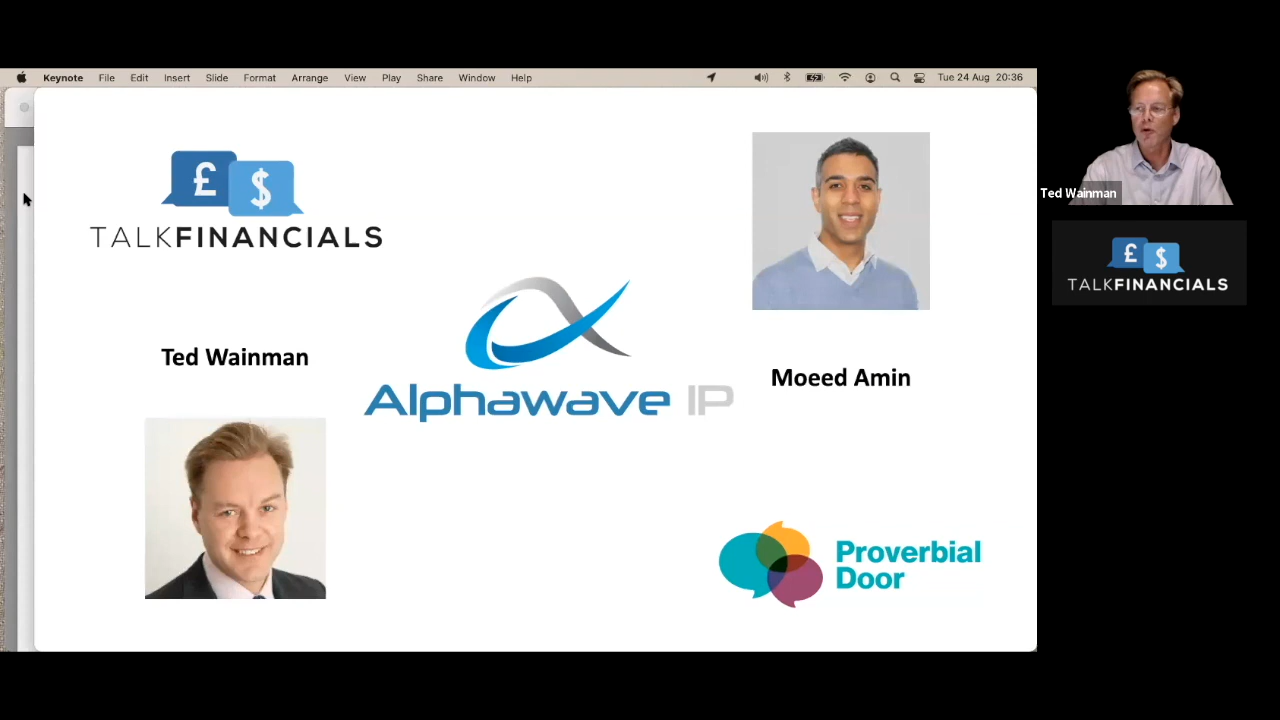 Keynote File Edit Insert Slide Format Arrange View Play Share Window Help Tue 24 Aug 20:36
£ $
TALKFINANCIALS
Ted Wainman
Alphawave IP
Moeed Amin
Proverbial
Door
Ted Wainman
£ $
TALKFINANCIALS